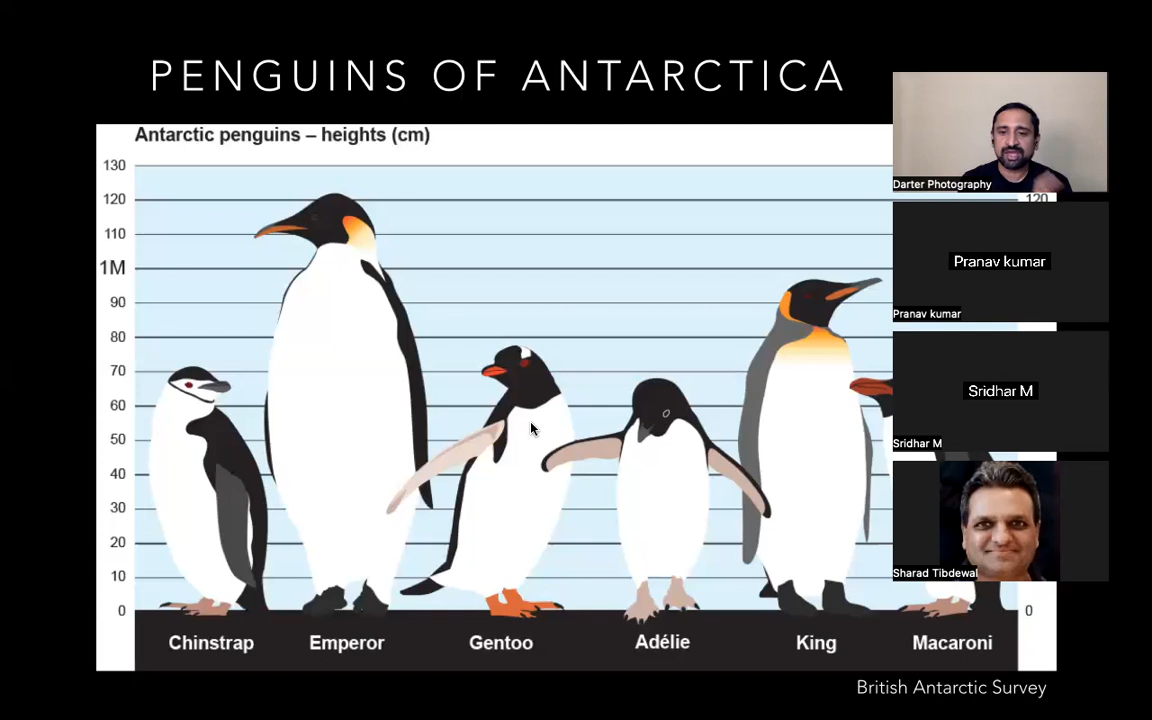 PENGUINS OF ANTARCTICA
Antarctic penguins – heights (cm)
130
120
110
1M
90
80
70
60
50
40
30
20
10
0
120
0
Chinstrap
Emperor
Gentoo
Adélie
King
Macaroni
British Antarctic Survey
Darter Photography
Pranav kumar
Pranav kumar
Sridhar M
Sridhar M
Sharad Tibdewal